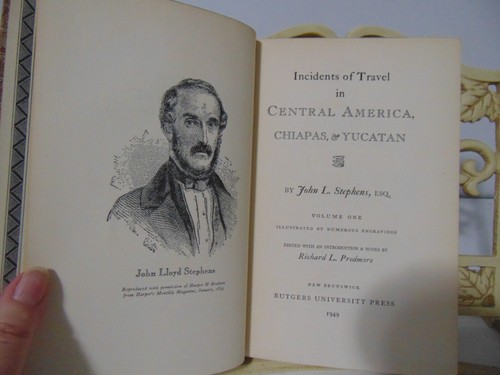 John Lloyd Stephens
Reproduced with permission of Harper & Brothers
from Harper's Monthly Magazine, January,
Incidents of Travel
in
CENTRAL AMERICA,
CHIAPAS, & YUCATAN
BY John L. Stephens, ESQ.
VOLUME ONE
ILLUSTRATED BY NUMEROUS ENGRAVINGS
EDITED WITH AN INTRODUCTION & NOTES BY
Richard L. Predmore
NEW BRUNSWICK
RUTGERS UNIVERSITY PRESS
1949